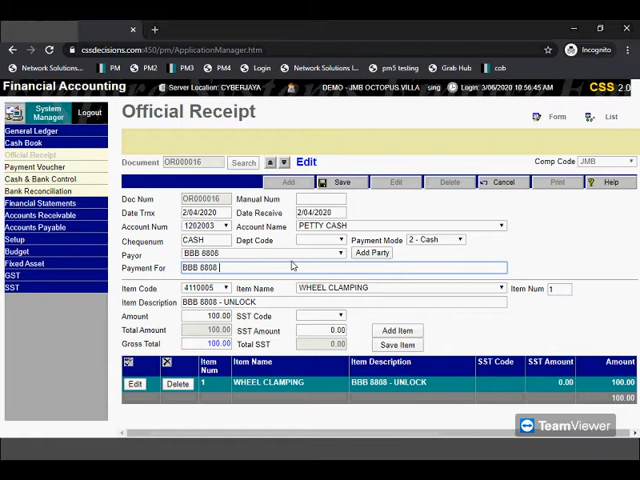 cssdecisions.com:450/pm/ApplicationManager.htm
Incognito
Network Solutions... PM PM2 PM3 PM4 Login Network Solutions I... pm5 testing Grab Hub cob
Financial Accounting Server Location: CYBERJAYA DEMO - JMB OCTOPUS VILLA sing Login: 3/06/2020 10:56:45 AM CSS 2.0
System Manager Logout
General Ledger
Cash Book
Official Receipt
Payment Voucher
Cash & Bank Control
Bank Reconciliation
Financial Statements
Accounts Receivable
Accounts Payable
Setup
Budget
Fixed Asset
GST
SST
Official Receipt Form List
Document OR000016 Search Edit Comp Code JMB
Add Save Edit Delete Cancel Print Help
Doc Num OR000016 Manual Num
Date Trnx 2/04/2020 Date Receive 2/04/2020
Account Num 1202003 Account Name PETTY CASH
Chequenum CASH Dept Code Payment Mode 2 - Cash
Payor BBB 8808 Add Party
Payment For BBB 8808
Item Code 4110005 Item Name WHEEL CLAMPING Item Num 1
Item Description BBB 8808 - UNLOCK
Amount 100.00 SST Code
Total Amount 100.00 SST Amount 0.00 Add Item
Gross Total 100.00 Total SST 0.00 Save Item
Item Num Item Name Item Description SST Code SST Amount Amount
Edit Delete 1 WHEEL CLAMPING BBB 8808 - UNLOCK 0.00 100.00
100.00
TeamViewer